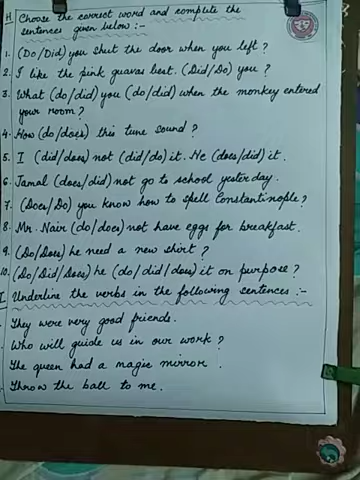 H Choose the correct word and complete the
sentences given below :-
1. (Do/Did) you shut the door when you left ?
2. I like the pink guavas best. (Did/Do) you ?
3. What (do/did) you (do/did) when the monkey entered
your room ?
4. How (do/does) this tune sound ?
5. I (did/does) not (did/do) it. He (does/did) it.
6. Jamal (does/did) not go to school yesterday.
7. (Does/Do) you know how to spell Constantinople?
8. Mr. Nair (do/does) not have eggs for breakfast.
9. (Do/Does) he need a new shirt ?
10. (Do/Did/Does) he (do/did/does) it on purpose ?
I Underline the verbs in the following sentences :-
They were very good friends.
Who will guide us in our work ?
The queen had a magic mirror .
Throw the ball to me.